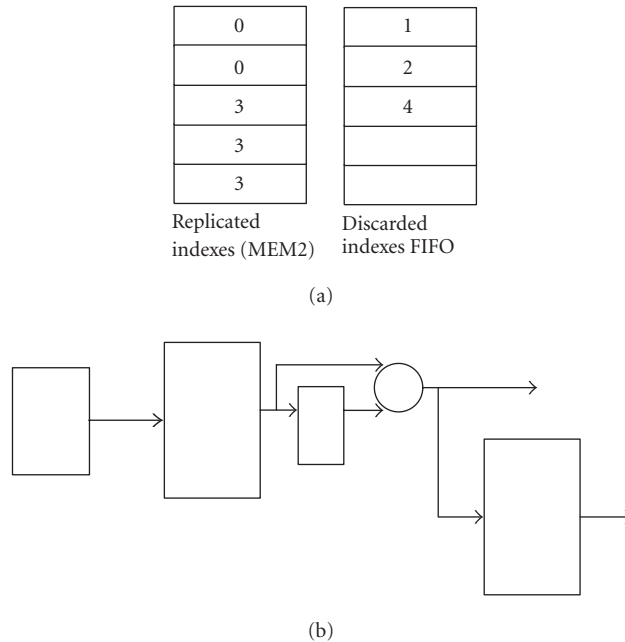 0
0
3
3
3
Replicated
indexes (MEM2)
1
2
4
Discarded
indexes FIFO
(a)
(b)